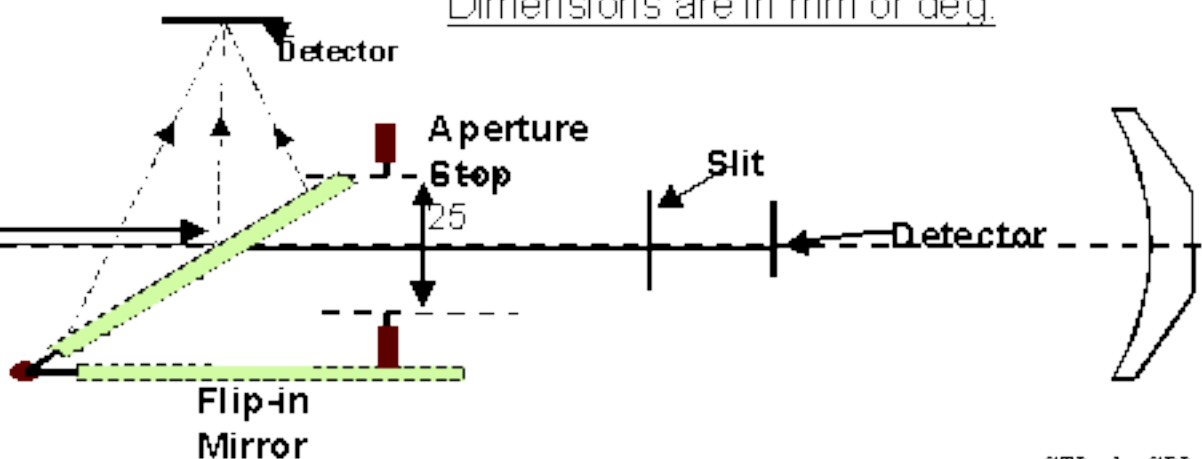 Dimensions are in mm or deg.
Detector
Aperture
Stop
25
Slit
Detector
Flip-in
Mirror